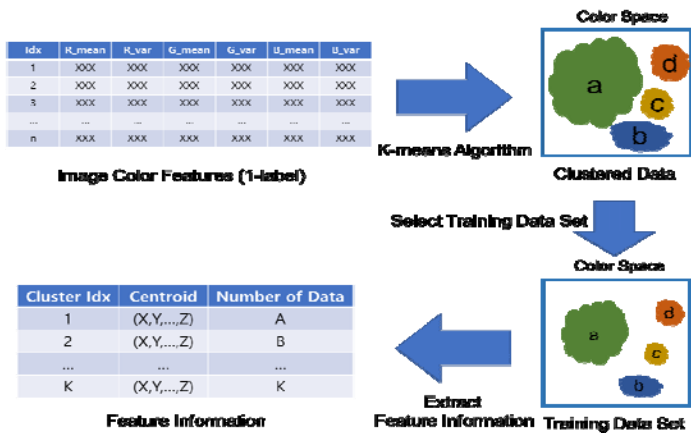 Color Space
Idx R_mean R_var G_mean G_var B_mean B_var
1 XXX XXX XXX XXX XXX XXX
2 XXX XXX XXX XXX XXX XXX
3 XXX XXX XXX XXX XXX XXX
... ... ... ... ... ... ...
n XXX XXX XXX XXX XXX XXX
Image Color Features (1-label)
K-means Algorithm
a
d
c
b
Clustered Data
Select Training Data Set
Color Space
a
d
c
b
Training Data Set
Extract
Feature Information
Cluster Idx Centroid Number of Data
1 (X,Y,...,Z) A
2 (X,Y,...,Z) B
... ... ...
K (X,Y,...,Z) K
Feature Information